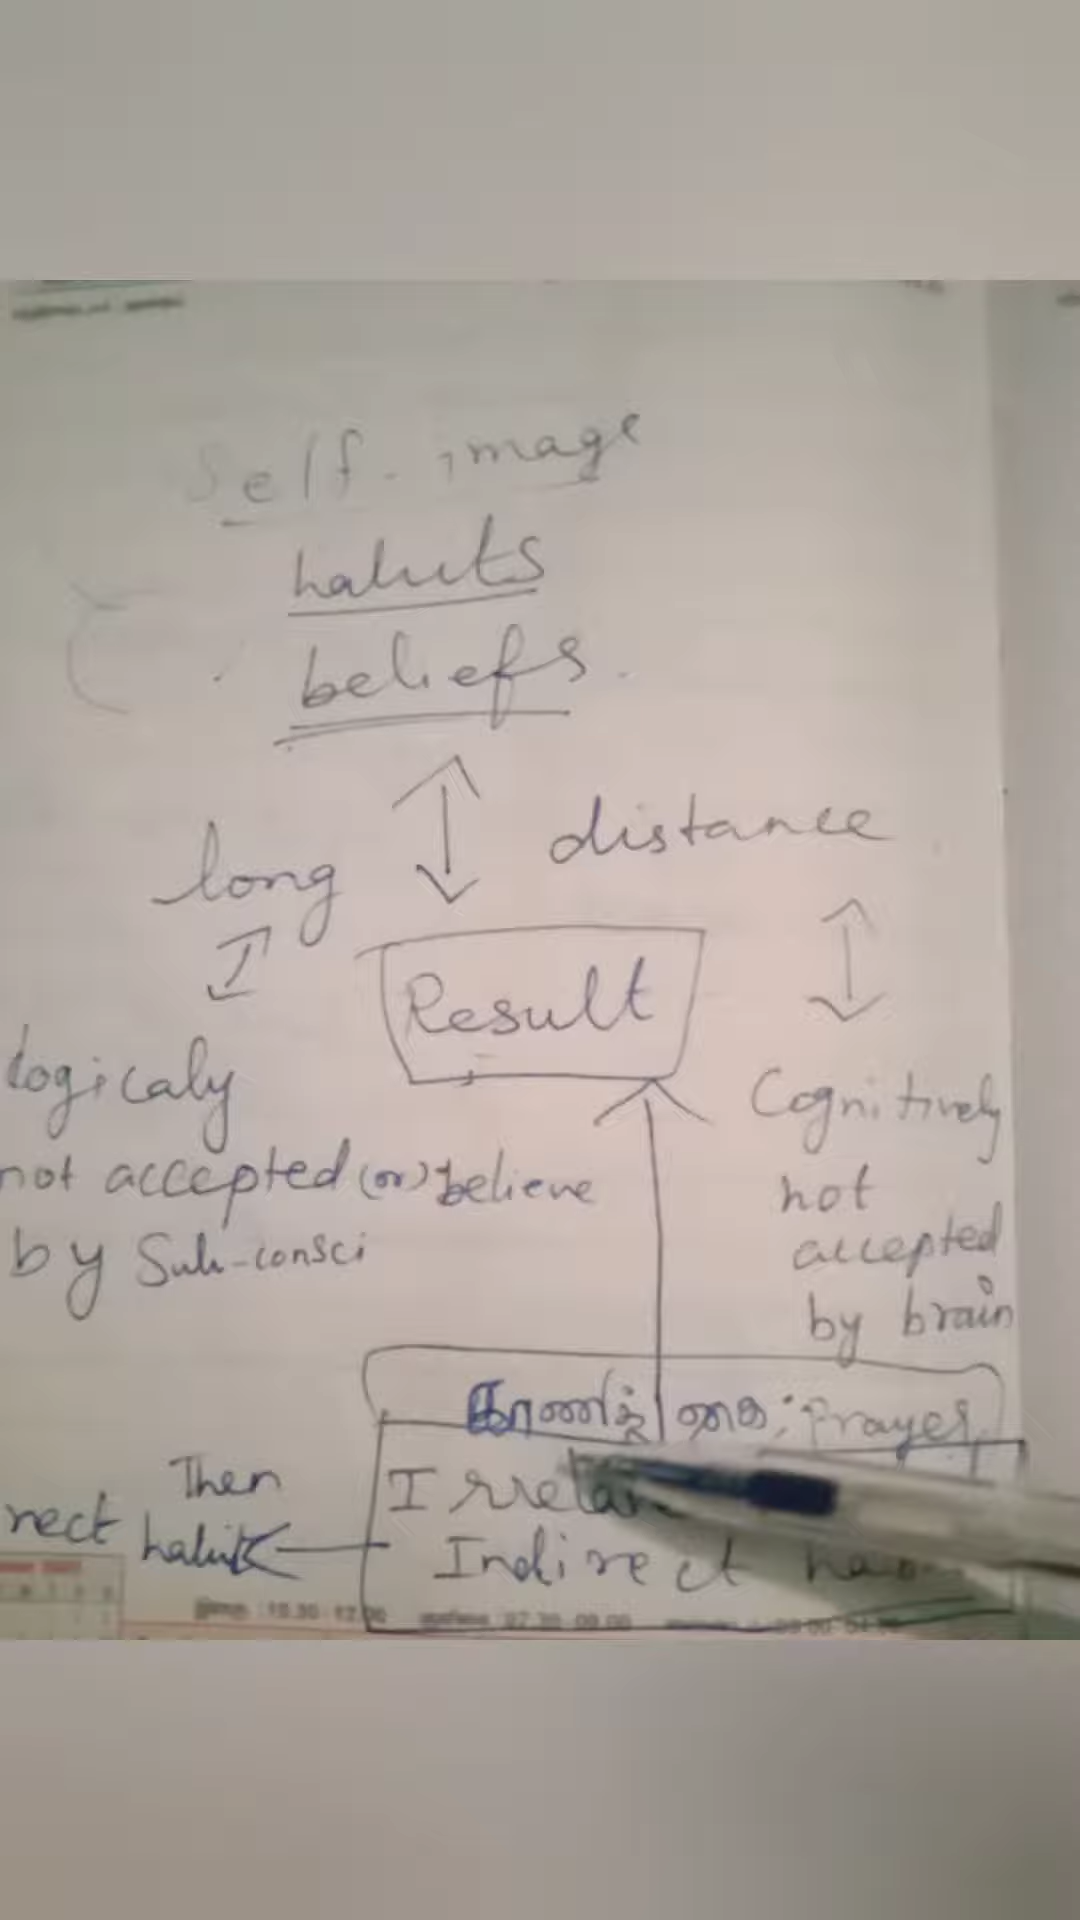 Self-image
habits
beliefs.
long distance
Result
logicaly
not accepted (or) believe
by Sub-consci
Cognitively
not
accepted
by brain
காணிக்கை; Prayer
Then
rect habit
Indirect